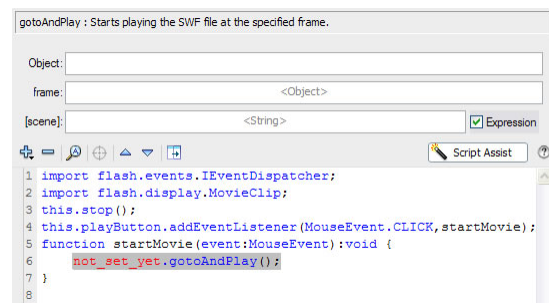 gotoAndPlay : Starts playing the SWF file at the specified frame.
Object:
frame: <Object>
[scene]: <String> Expression
Script Assist
1 import flash.events.IEventDispatcher;
2 import flash.display.MovieClip;
3 this.stop();
4 this.playButton.addEventListener(MouseEvent.CLICK,startMovie);
5 function startMovie(event:MouseEvent):void {
6 not_set_yet.gotoAndPlay();
7 }
8